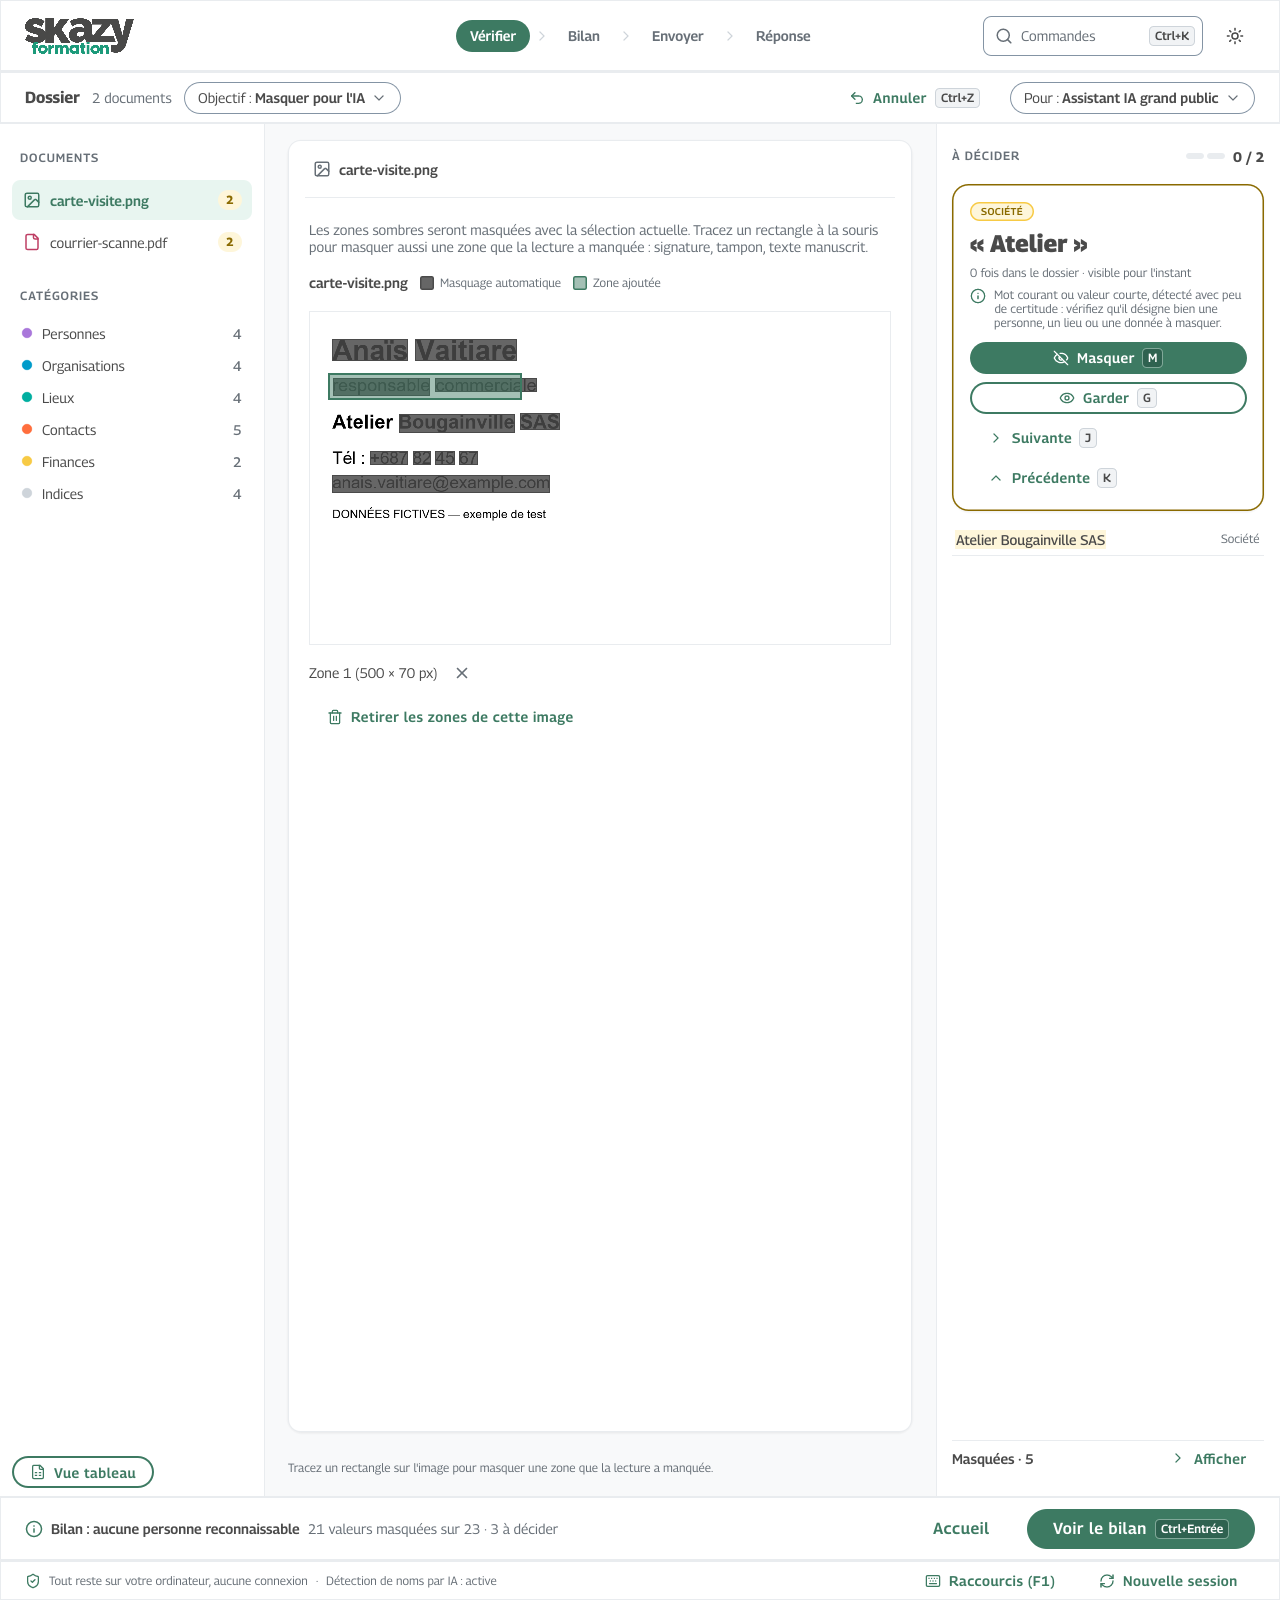 skazy
formation
Vérifier
Bilan
Envoyer
Réponse
Commandes
Ctrl+K
Dossier
2 documents
Objectif : Masquer pour l'IA
Annuler
Ctrl+Z
Pour : Assistant IA grand public
DOCUMENTS
carte-visite.png
2
courrier-scanne.pdf
2
CATÉGORIES
Personnes 4
Organisations 4
Lieux 4
Contacts 5
Finances 2
Indices 4
Vue tableau
carte-visite.png
Les zones sombres seront masquées avec la sélection actuelle. Tracez un rectangle à la souris
pour masquer aussi une zone que la lecture a manquée : signature, tampon, texte manuscrit.
carte-visite.png
Masquage automatique
Zone ajoutée
Anaïs Vaitiare
responsable commerciale
Atelier Bougainville SAS
Tél : +687 82 45 67
anais.vaitiare@example.com
DONNÉES FICTIVES — exemple de test
Zone 1 (500 × 70 px)
Retirer les zones de cette image
Tracez un rectangle sur l'image pour masquer une zone que la lecture a manquée.
À DÉCIDER
0 / 2
SOCIÉTÉ
« Atelier »
0 fois dans le dossier · visible pour l'instant
Mot courant ou valeur courte, détecté avec peu
de certitude : vérifiez qu'il désigne bien une
personne, un lieu ou une donnée à masquer.
Masquer M
Garder G
Suivante J
Précédente K
Atelier Bougainville SAS
Société
Masquées · 5
Afficher
Bilan : aucune personne reconnaissable
21 valeurs masquées sur 23 · 3 à décider
Accueil
Voir le bilan
Ctrl+Entrée
Tout reste sur votre ordinateur, aucune connexion · Détection de noms par IA : active
Raccourcis (F1)
Nouvelle session